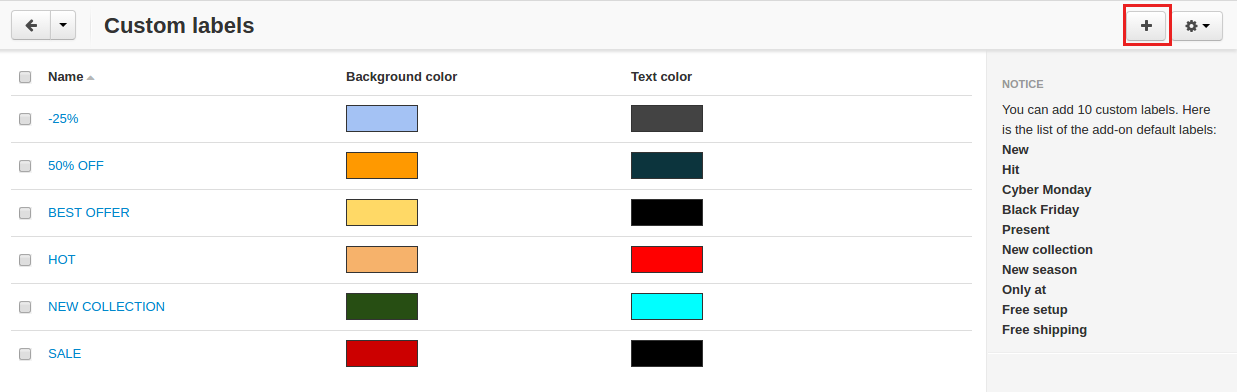 Custom labels
Name Background color Text color
-25%
50% OFF
BEST OFFER
HOT
NEW COLLECTION
SALE
NOTICE
You can add 10 custom labels. Here
is the list of the add-on default labels:
New
Hit
Cyber Monday
Black Friday
Present
New collection
New season
Only at
Free setup
Free shipping